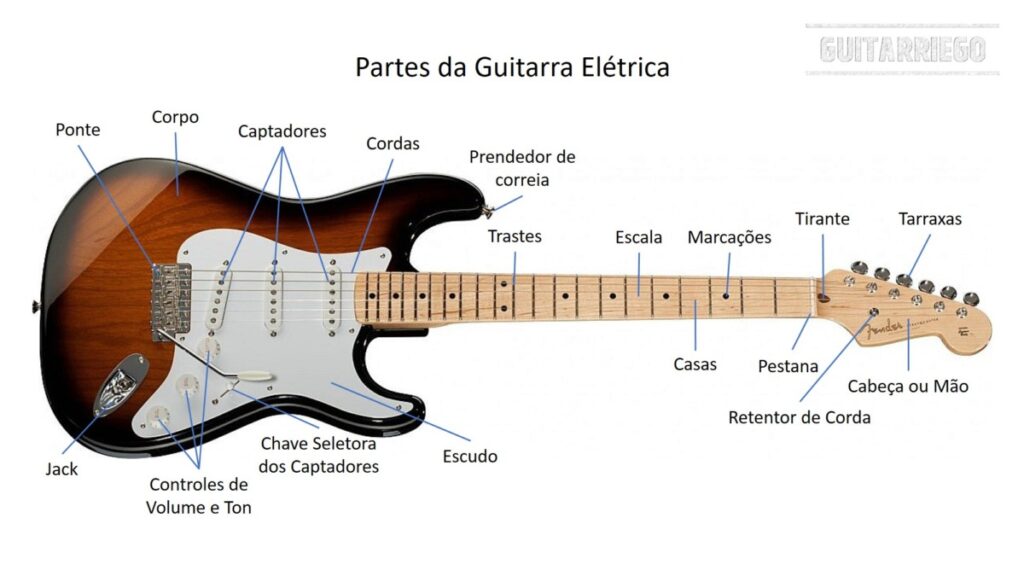 GUITARRIEGO
Partes da Guitarra Elétrica
Corpo
Ponte
Captadores
Cordas
Prendedor de
correia
Trastes
Escala
Marcações
Tirante
Tarraxas
Fender
Casas
Pestana
Cabeça ou Mão
Retentor de Corda
Jack
Controles de
Volume e Ton
Chave Seletora
dos Captadores
Escudo